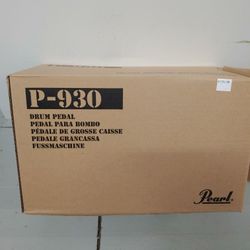 P-930
DRUM PEDAL
PEDAL PARA BOMBO
PÉDALE DE GROSSE CAISSE
PEDALE GRANCASSA
FUSSMASCHINE
Pearl